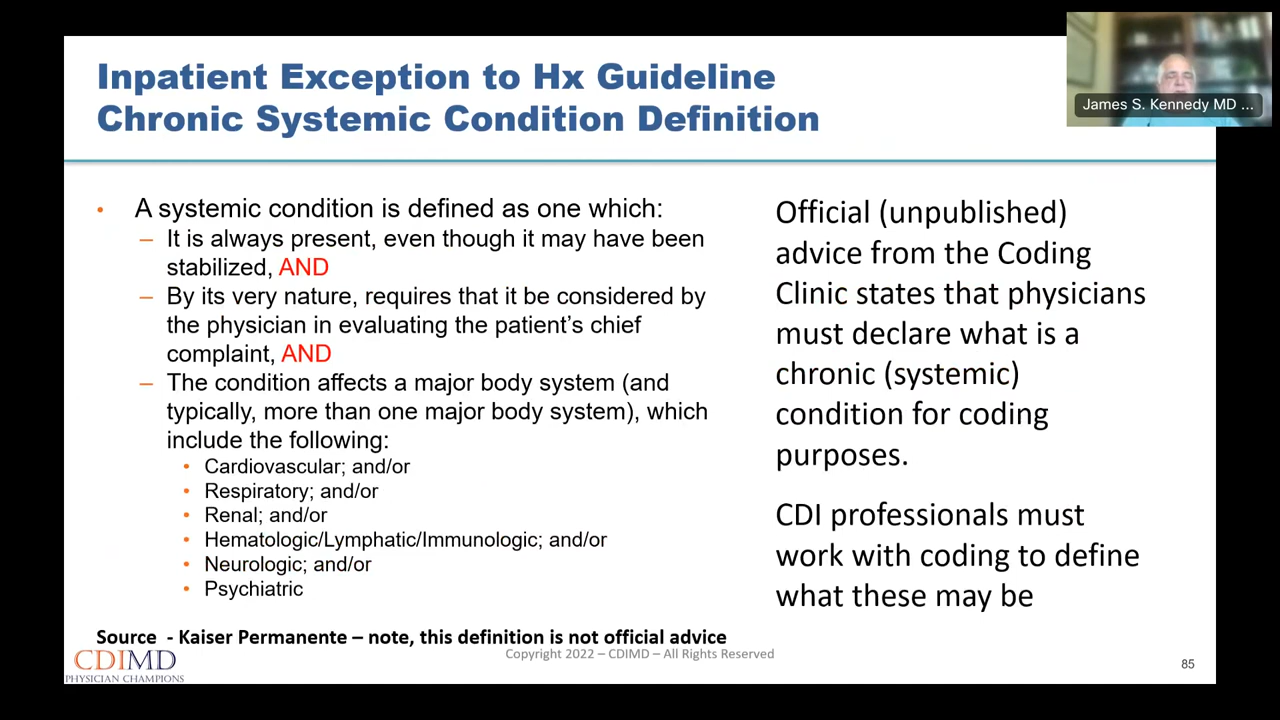 Inpatient Exception to Hx Guideline
Chronic Systemic Condition Definition
James S. Kennedy MD ...
• A systemic condition is defined as one which:
– It is always present, even though it may have been
stabilized, AND
– By its very nature, requires that it be considered by
the physician in evaluating the patient's chief
complaint, AND
– The condition affects a major body system (and
typically, more than one major body system), which
include the following:
• Cardiovascular; and/or
• Respiratory; and/or
• Renal; and/or
• Hematologic/Lymphatic/Immunologic; and/or
• Neurologic; and/or
• Psychiatric
Official (unpublished)
advice from the Coding
Clinic states that physicians
must declare what is a
chronic (systemic)
condition for coding
purposes.
CDI professionals must
work with coding to define
what these may be
Source - Kaiser Permanente – note, this definition is not official advice
Copyright 2022 – CDIMD – All Rights Reserved
CDIMD
PHYSICIAN CHAMPIONS
85